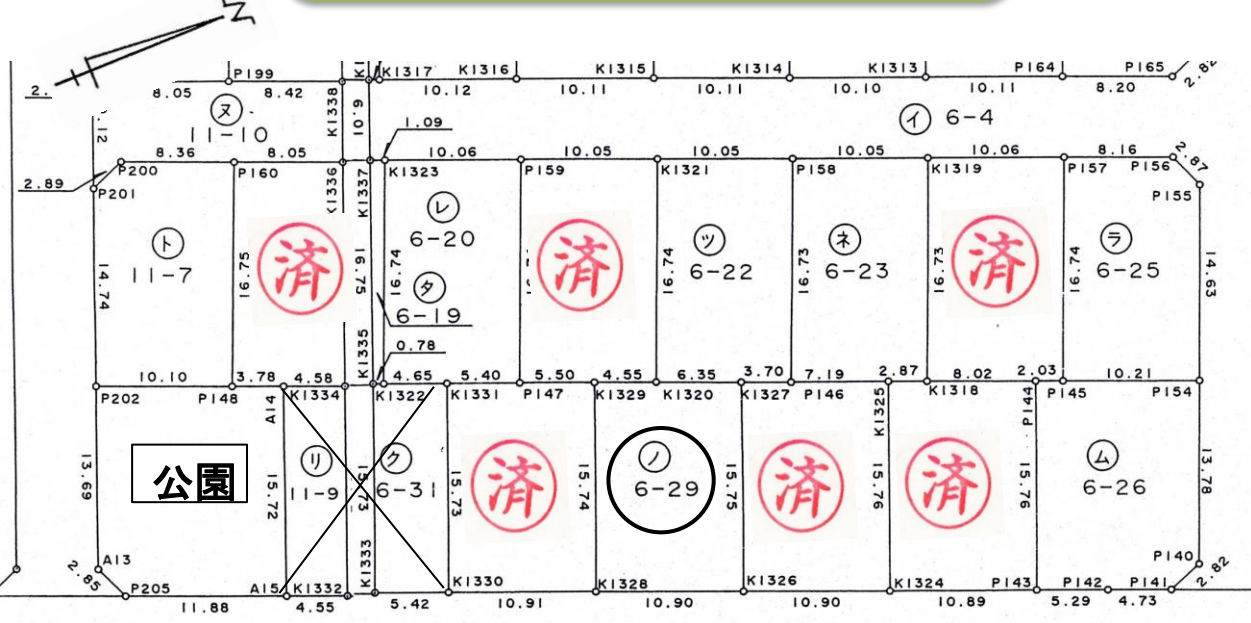 N
P199 K1317 K1316 K1315 K1314 K1313 P164 P165
2. 8.05 8.42 K1338 6.01 10.12 10.11 10.11 10.10 10.11 8.20
ヌ
11-10
イ 6-4
1.09
8.36 8.05 10.06 10.05 10.05 10.05 10.06 8.16 2.87
P200 P160 K1336 K1337 K1323 P159 K1321 P158 K1319 P157 P156
2.89 P201 P155
ト
11-7
14.74
16.75
済
16.75
レ
6-20
16.74
タ
6-19
済
16.74
ツ
6-22
16.73
ネ
6-23
16.73
済
16.74
ラ
6-25
14.63
K1335 0.78
10.10 3.78 4.58 4.65 5.40 5.50 4.55 6.35 3.70 7.19 2.87 8.02 2.03 10.21
P202 P148 A14 K1334 K1322 K1331 P147 K1329 K1320 K1327 P146 K1325 K1318 P144 P145 P154
13.69
公園
15.72
リ
11-9
15.73
ク
6-31
15.73
済
15.74
ノ
6-29
15.75
済
15.76
済
15.76
ム
6-26
13.78
A13 2.85 P205 A15 K1332 K1333 K1330 K1328 K1326 K1324 P143 P142 P141 P140 2.82
11.88 4.55 5.42 10.91 10.90 10.90 10.89 5.29 4.73